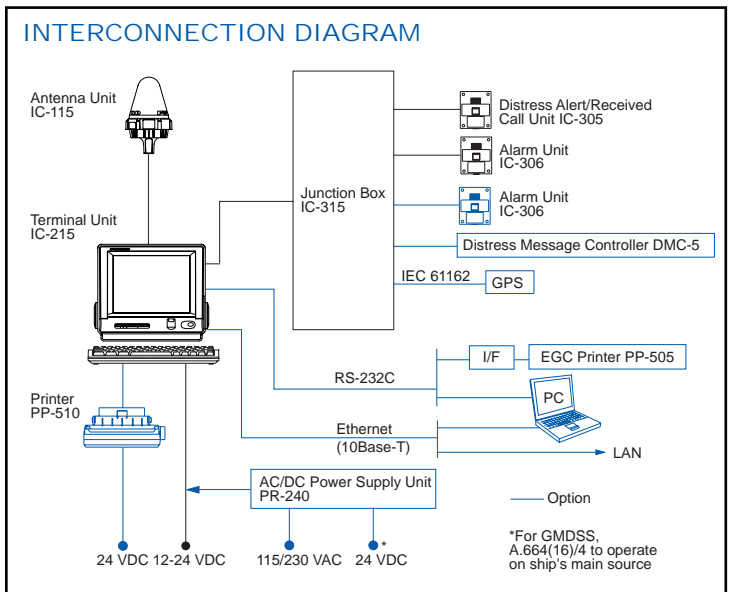 INTERCONNECTION DIAGRAM
Antenna Unit
IC-115
Distress Alert/Received
Call Unit IC-305
Alarm Unit
IC-306
Junction Box
IC-315
Alarm Unit
IC-306
Terminal Unit
IC-215
Distress Message Controller DMC-5
IEC 61162
GPS
I/F
EGC Printer PP-505
RS-232C
PC
Printer
PP-510
Ethernet
(10Base-T)
LAN
AC/DC Power Supply Unit
PR-240
Option
*For GMDSS,
A.664(16)/4 to operate
on ship's main source
*
24 VDC
12-24 VDC
115/230 VAC
24 VDC